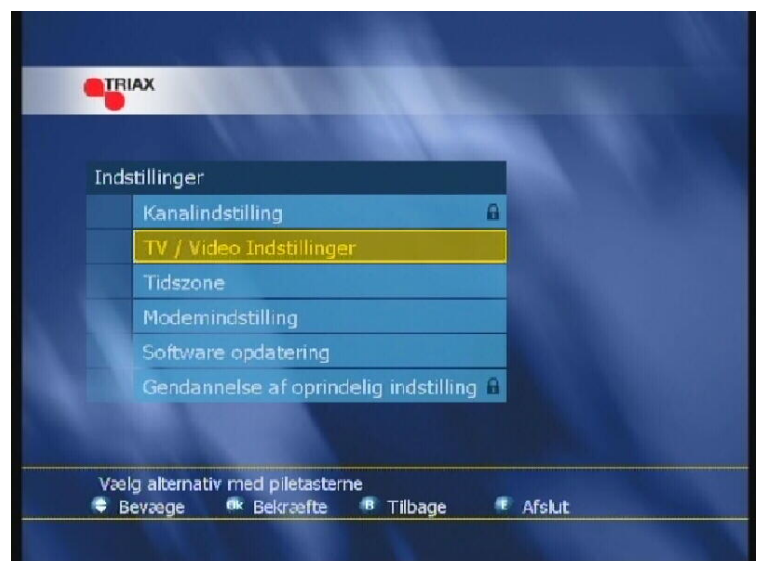 TRIAX
Indstillinger
Kanalindstilling
TV / Video Indstillinger
Tidszone
Modemindstilling
Software opdatering
Gendannelse af oprindelig indstilling
Vælg alternativ med piletasterne
Bevæge Ok Bekræfte B Tilbage E Afslut